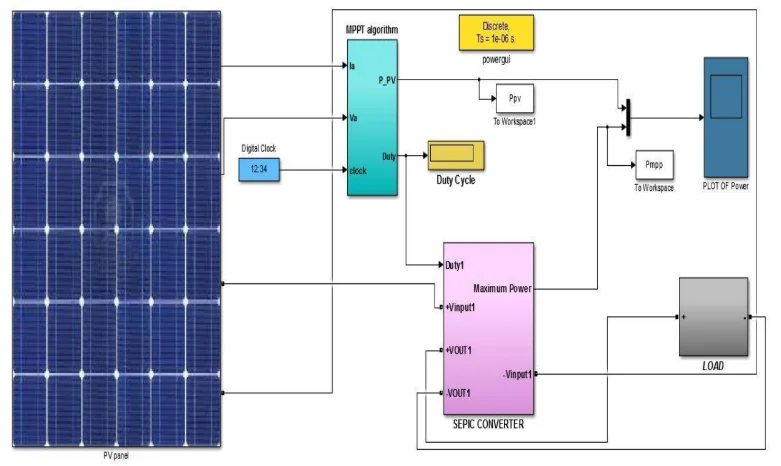 MPPT algorithm
Ia
P_PV
Va
Duty
clock
Discrete,
Ts = 1e-06 s.
powergui
Ppv
To Workspace1
Digital Clock
12:34
Duty Cycle
Pmpp
To Workspace
PLOT OF Power
Duty1
Maximum Power
+Vinput1
+VOUT1
-Vinput1
-VOUT1
SEPIC CONVERTER
+
-
LOAD
PV panel